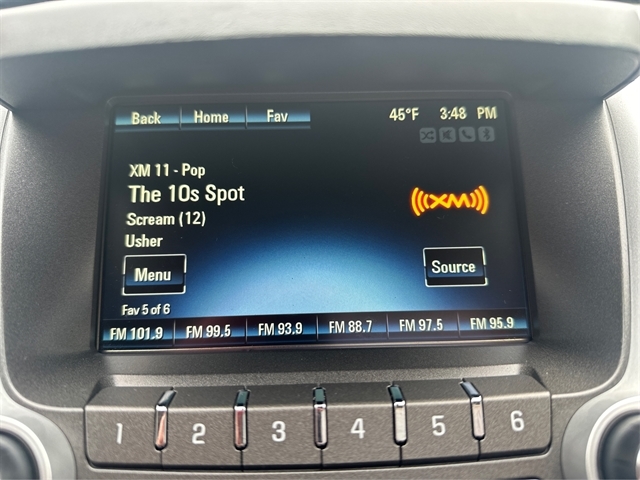 Back Home Fav 45°F 3:48 PM
XM 11 - Pop
The 10s Spot
((XM))
Scream (12)
Usher
Menu
Source
Fav 5 of 6
FM 101.9 FM 99.5 FM 93.9 FM 88.7 FM 97.5 FM 95.9
1 2 3 4 5 6